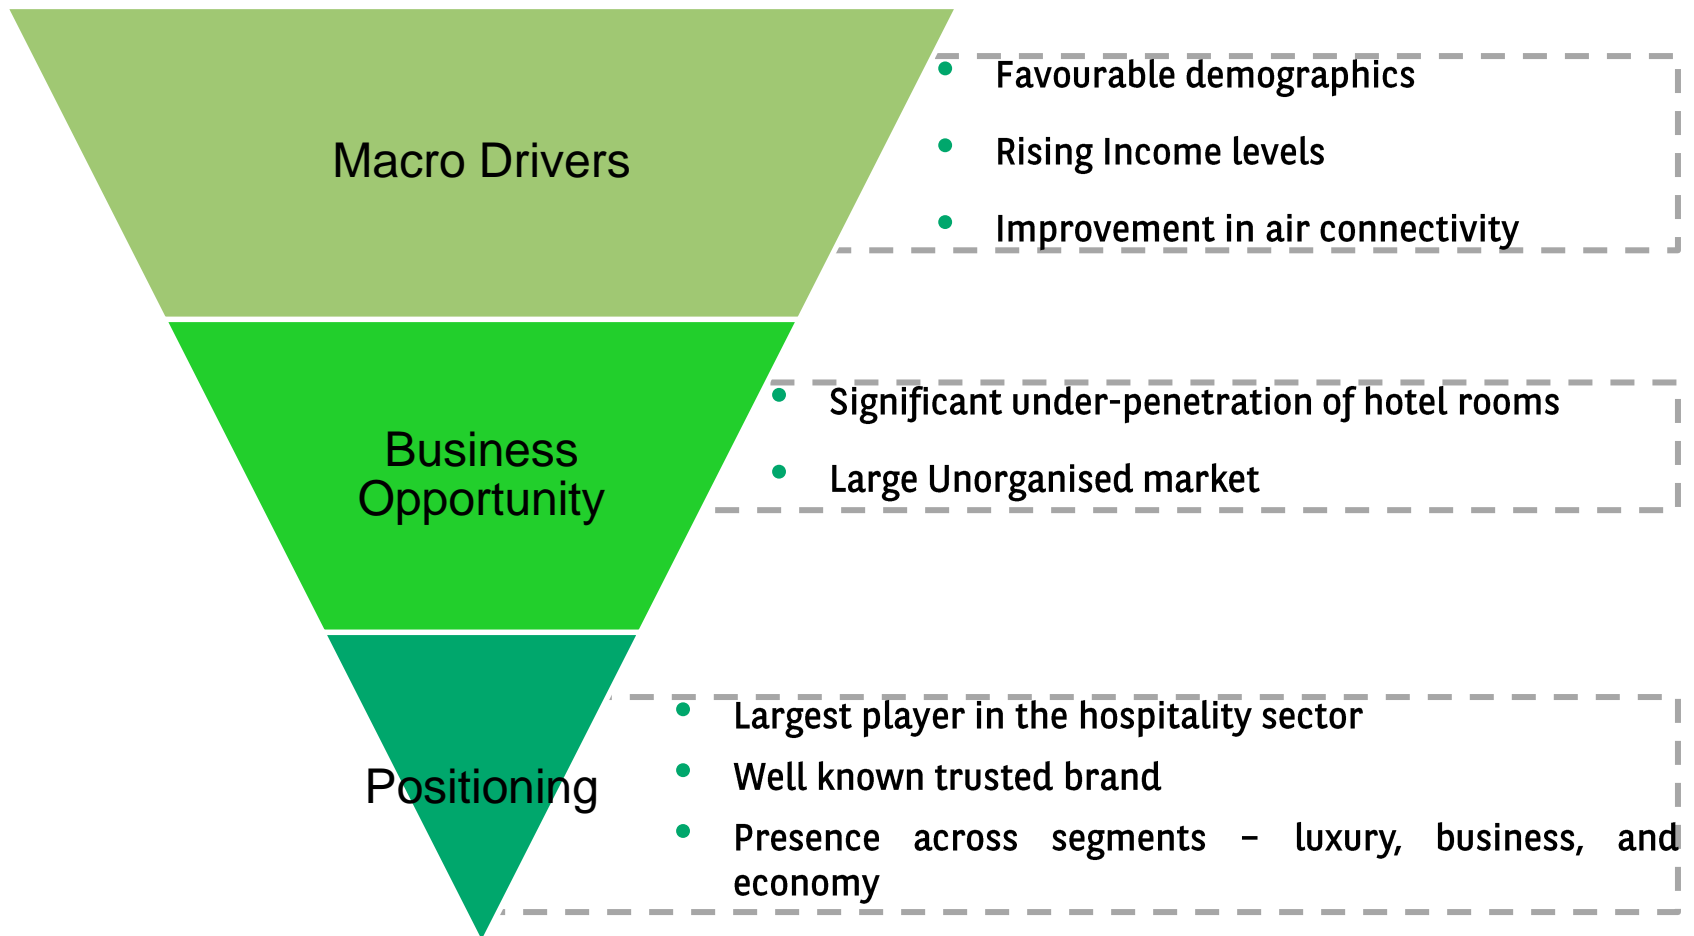 Macro Drivers
• Favourable demographics
• Rising Income levels
• Improvement in air connectivity
Business
Opportunity
• Significant under-penetration of hotel rooms
• Large Unorganised market
Positioning
• Largest player in the hospitality sector
• Well known trusted brand
• Presence across segments – luxury, business, and
economy